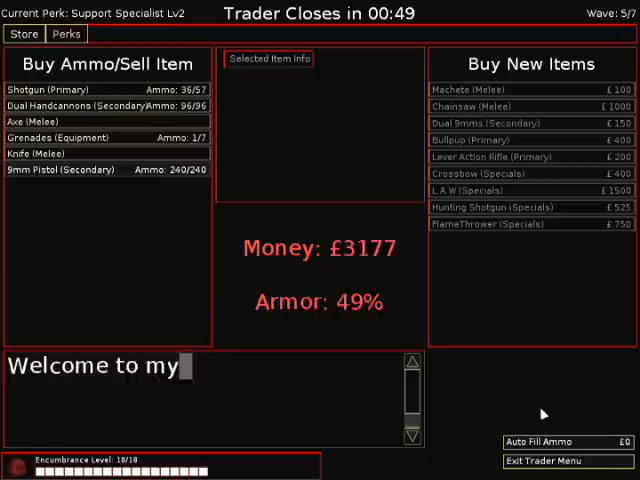 Current Perk: Support Specialist Lv2
Trader Closes in 00:49
Wave: 5/7
Store
Perks
Buy Ammo/Sell Item
Shotgun (Primary) Ammo: 36/57
Dual Handcannons (Secondary) Ammo: 96/96
Axe (Melee)
Grenades (Equipment) Ammo: 1/7
Knife (Melee)
9mm Pistol (Secondary) Ammo: 240/240
Selected Item Info
Money: £3177
Armor: 49%
Buy New Items
Machete (Melee) £ 100
Chainsaw (Melee) £ 1000
Dual 9mms (Secondary) £ 150
Bullpup (Primary) £ 400
Lever Action Rifle (Primary) £ 200
Crossbow (Specials) £ 400
L.A.W (Specials) £ 1500
Hunting Shotgun (Specials) £ 525
FlameThrower (Specials) £ 750
Welcome to my
Auto Fill Ammo £0
Exit Trader Menu
Encumbrance Level: 18/18